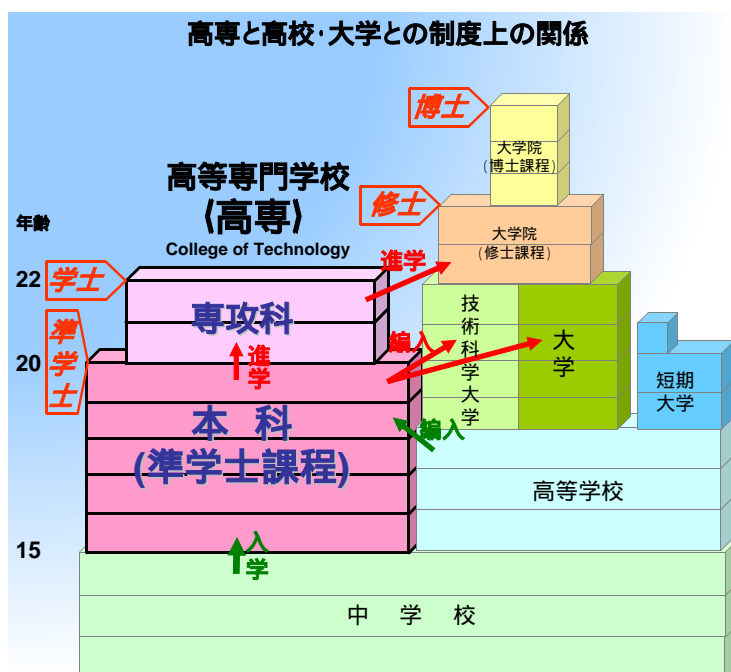 高専と高校･大学との制度上の関係
博士
大学院
(博士課程)
高等専門学校
(高専)
College of Technology
修士
大学院
(修士課程)
年齢
進学
22
学士
専攻科
技術科学大学
大学
編入
準学士
進学
20
短期
大学
本 科
(準学士課程)
編入
高等学校
15
入学
中 学 校